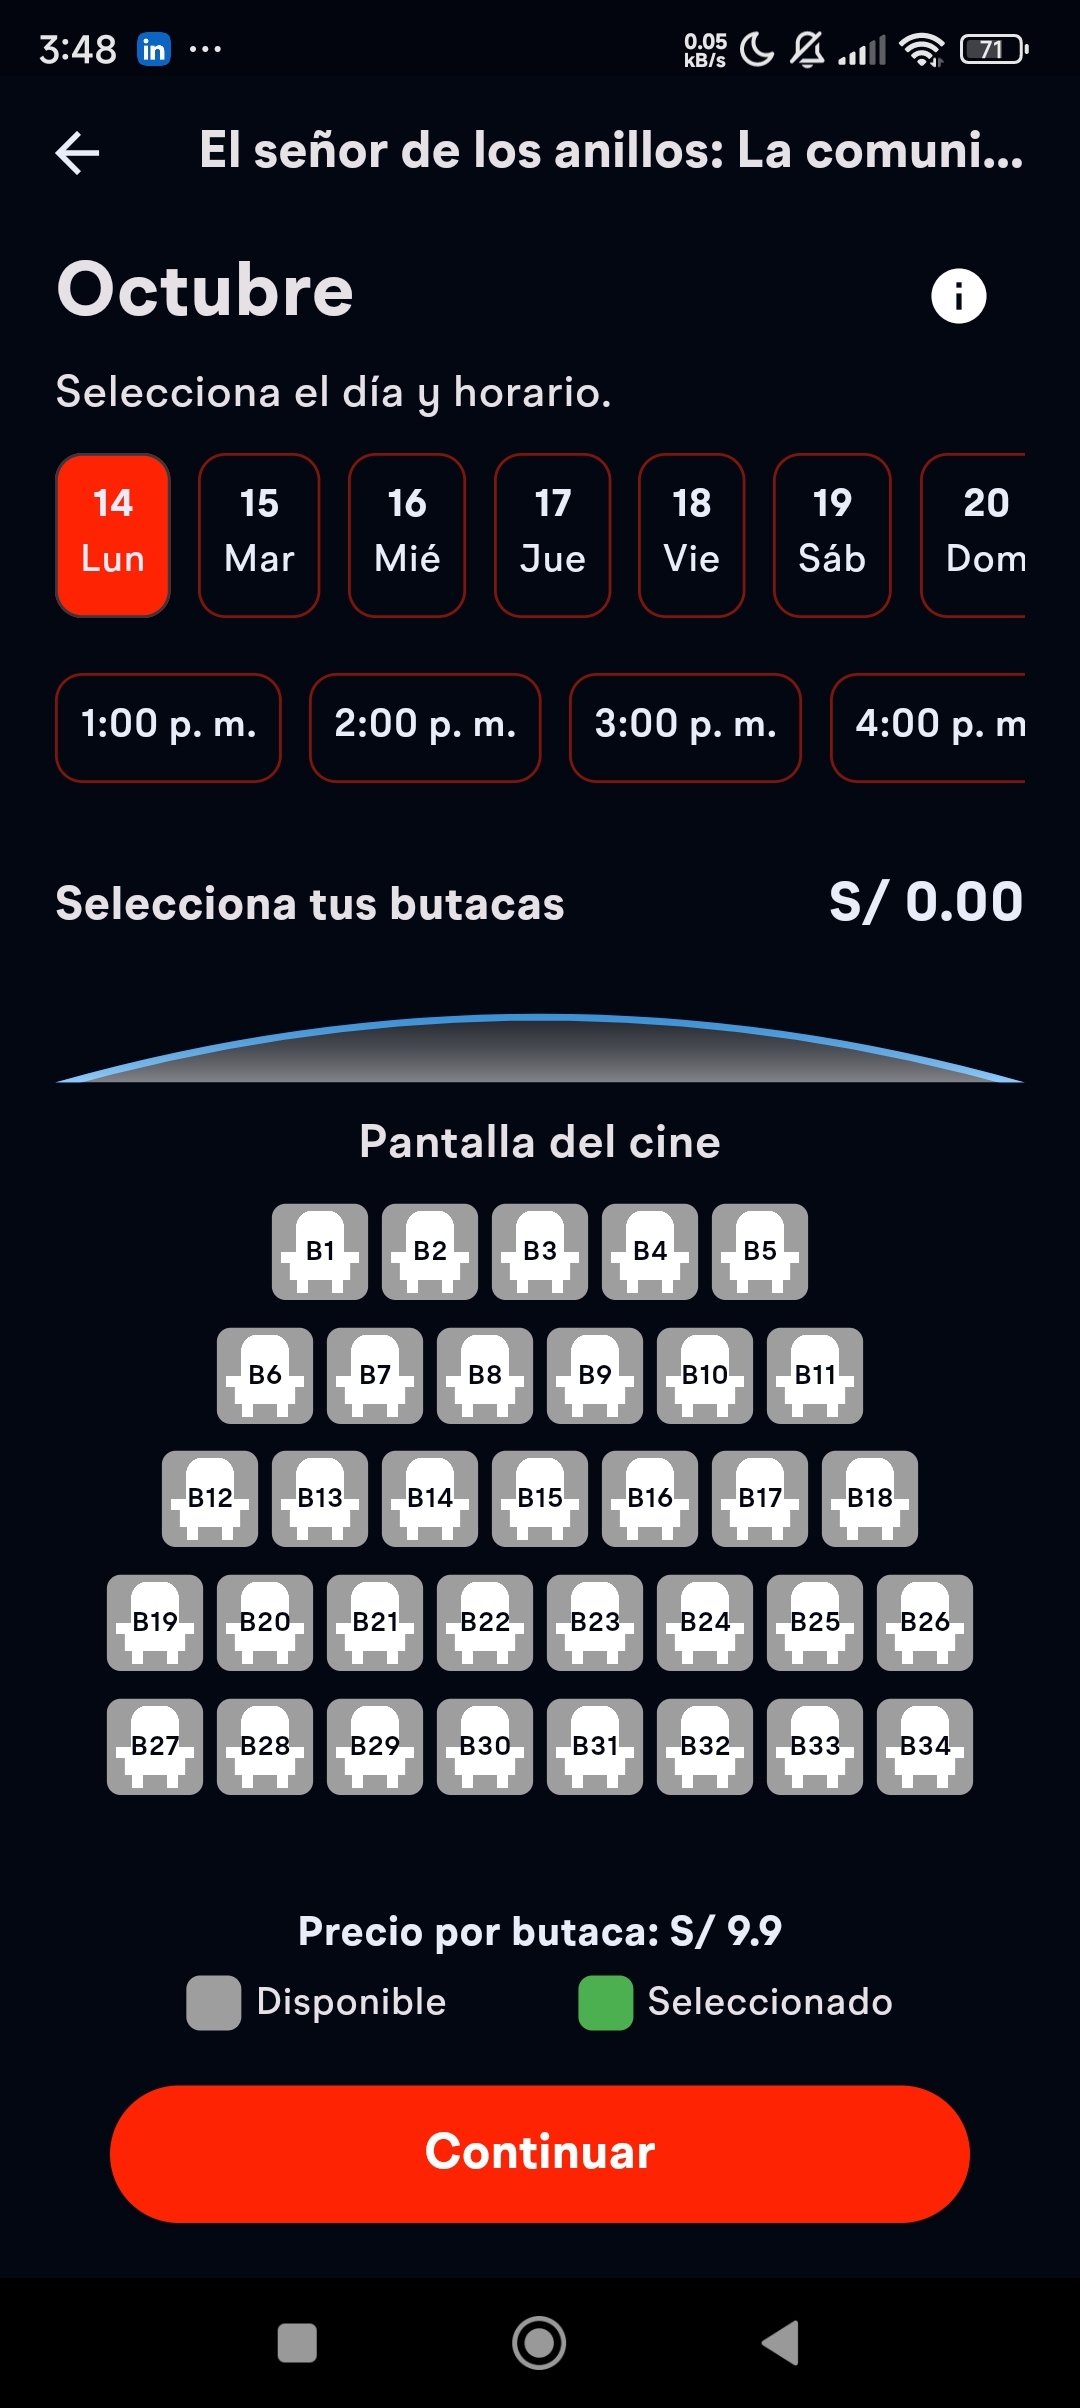 3:48 in ... 0.05 kB/s 71
El señor de los anillos: La comuni...
Octubre
Selecciona el día y horario.
14 15 16 17 18 19 20
Lun Mar Mié Jue Vie Sáb Dom
1:00 p. m. 2:00 p. m. 3:00 p. m. 4:00 p. m
Selecciona tus butacas S/ 0.00
Pantalla del cine
B1 B2 B3 B4 B5
B6 B7 B8 B9 B10 B11
B12 B13 B14 B15 B16 B17 B18
B19 B20 B21 B22 B23 B24 B25 B26
B27 B28 B29 B30 B31 B32 B33 B34
Precio por butaca: S/ 9.9
Disponible Seleccionado
Continuar